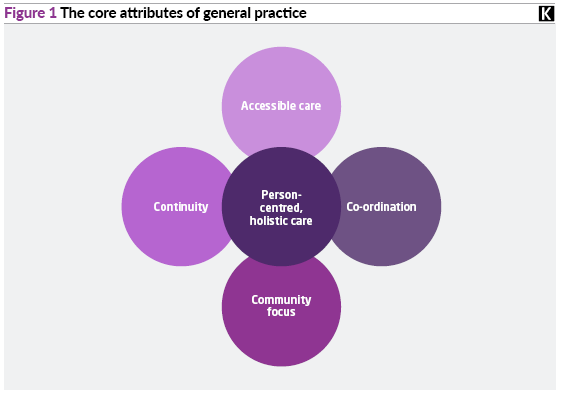 Figure 1 The core attributes of general practice
K
Accessible care
Continuity
Person-
centred,
holistic care
Co-ordination
Community
focus